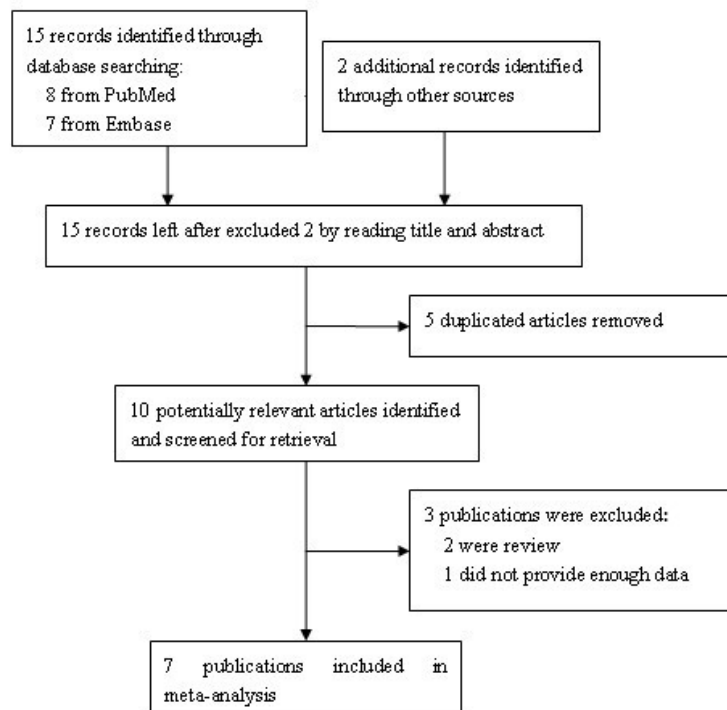 15 records identified through
database searching:
8 from PubMed
7 from Embase
2 additional records identified
through other sources
15 records left after excluded 2 by reading title and abstract
5 duplicated articles removed
10 potentially relevant articles identified
and screened for retrieval
3 publications were excluded:
2 were review
1 did not provide enough data
7 publications included in
meta-analysis